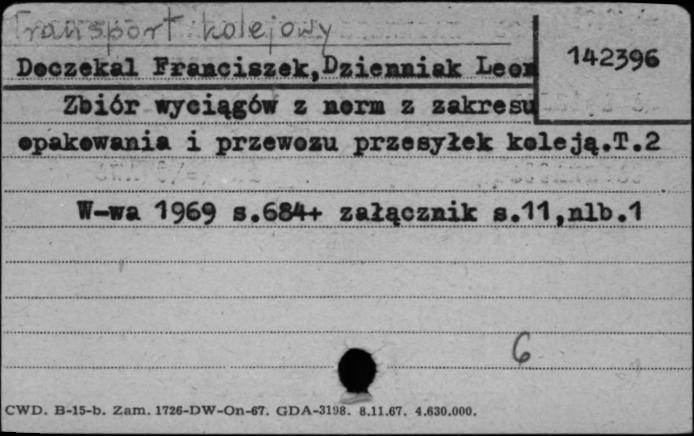 Transport kolejowy
142396
Doczekal Franciszek,Dzienniak Leon
Zbiór wyciągów z norm z zakresu
opakowania i przewozu przesyłek koleją.T.2
W-wa 1969 s.684+ załącznik s.11,nlb.1
6
CWD. B-15-b. Zam. 1726-DW-On-67. GDA-3198. 8.11.67. 4.630.000.